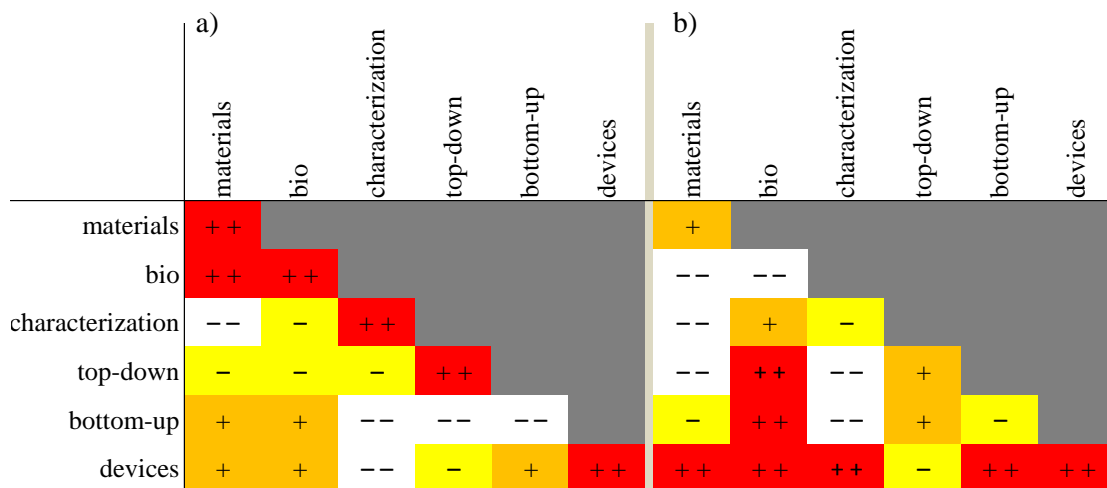 a) b)
materials bio characterization top-down bottom-up devices materials bio characterization top-down bottom-up devices
materials ++ +
bio ++ ++ -- --
characterization -- - ++ -- + -
top-down - - - ++ -- ++ -- +
bottom-up + + -- -- -- - ++ -- + -
devices + + -- - + ++ ++ ++ ++ - ++ ++